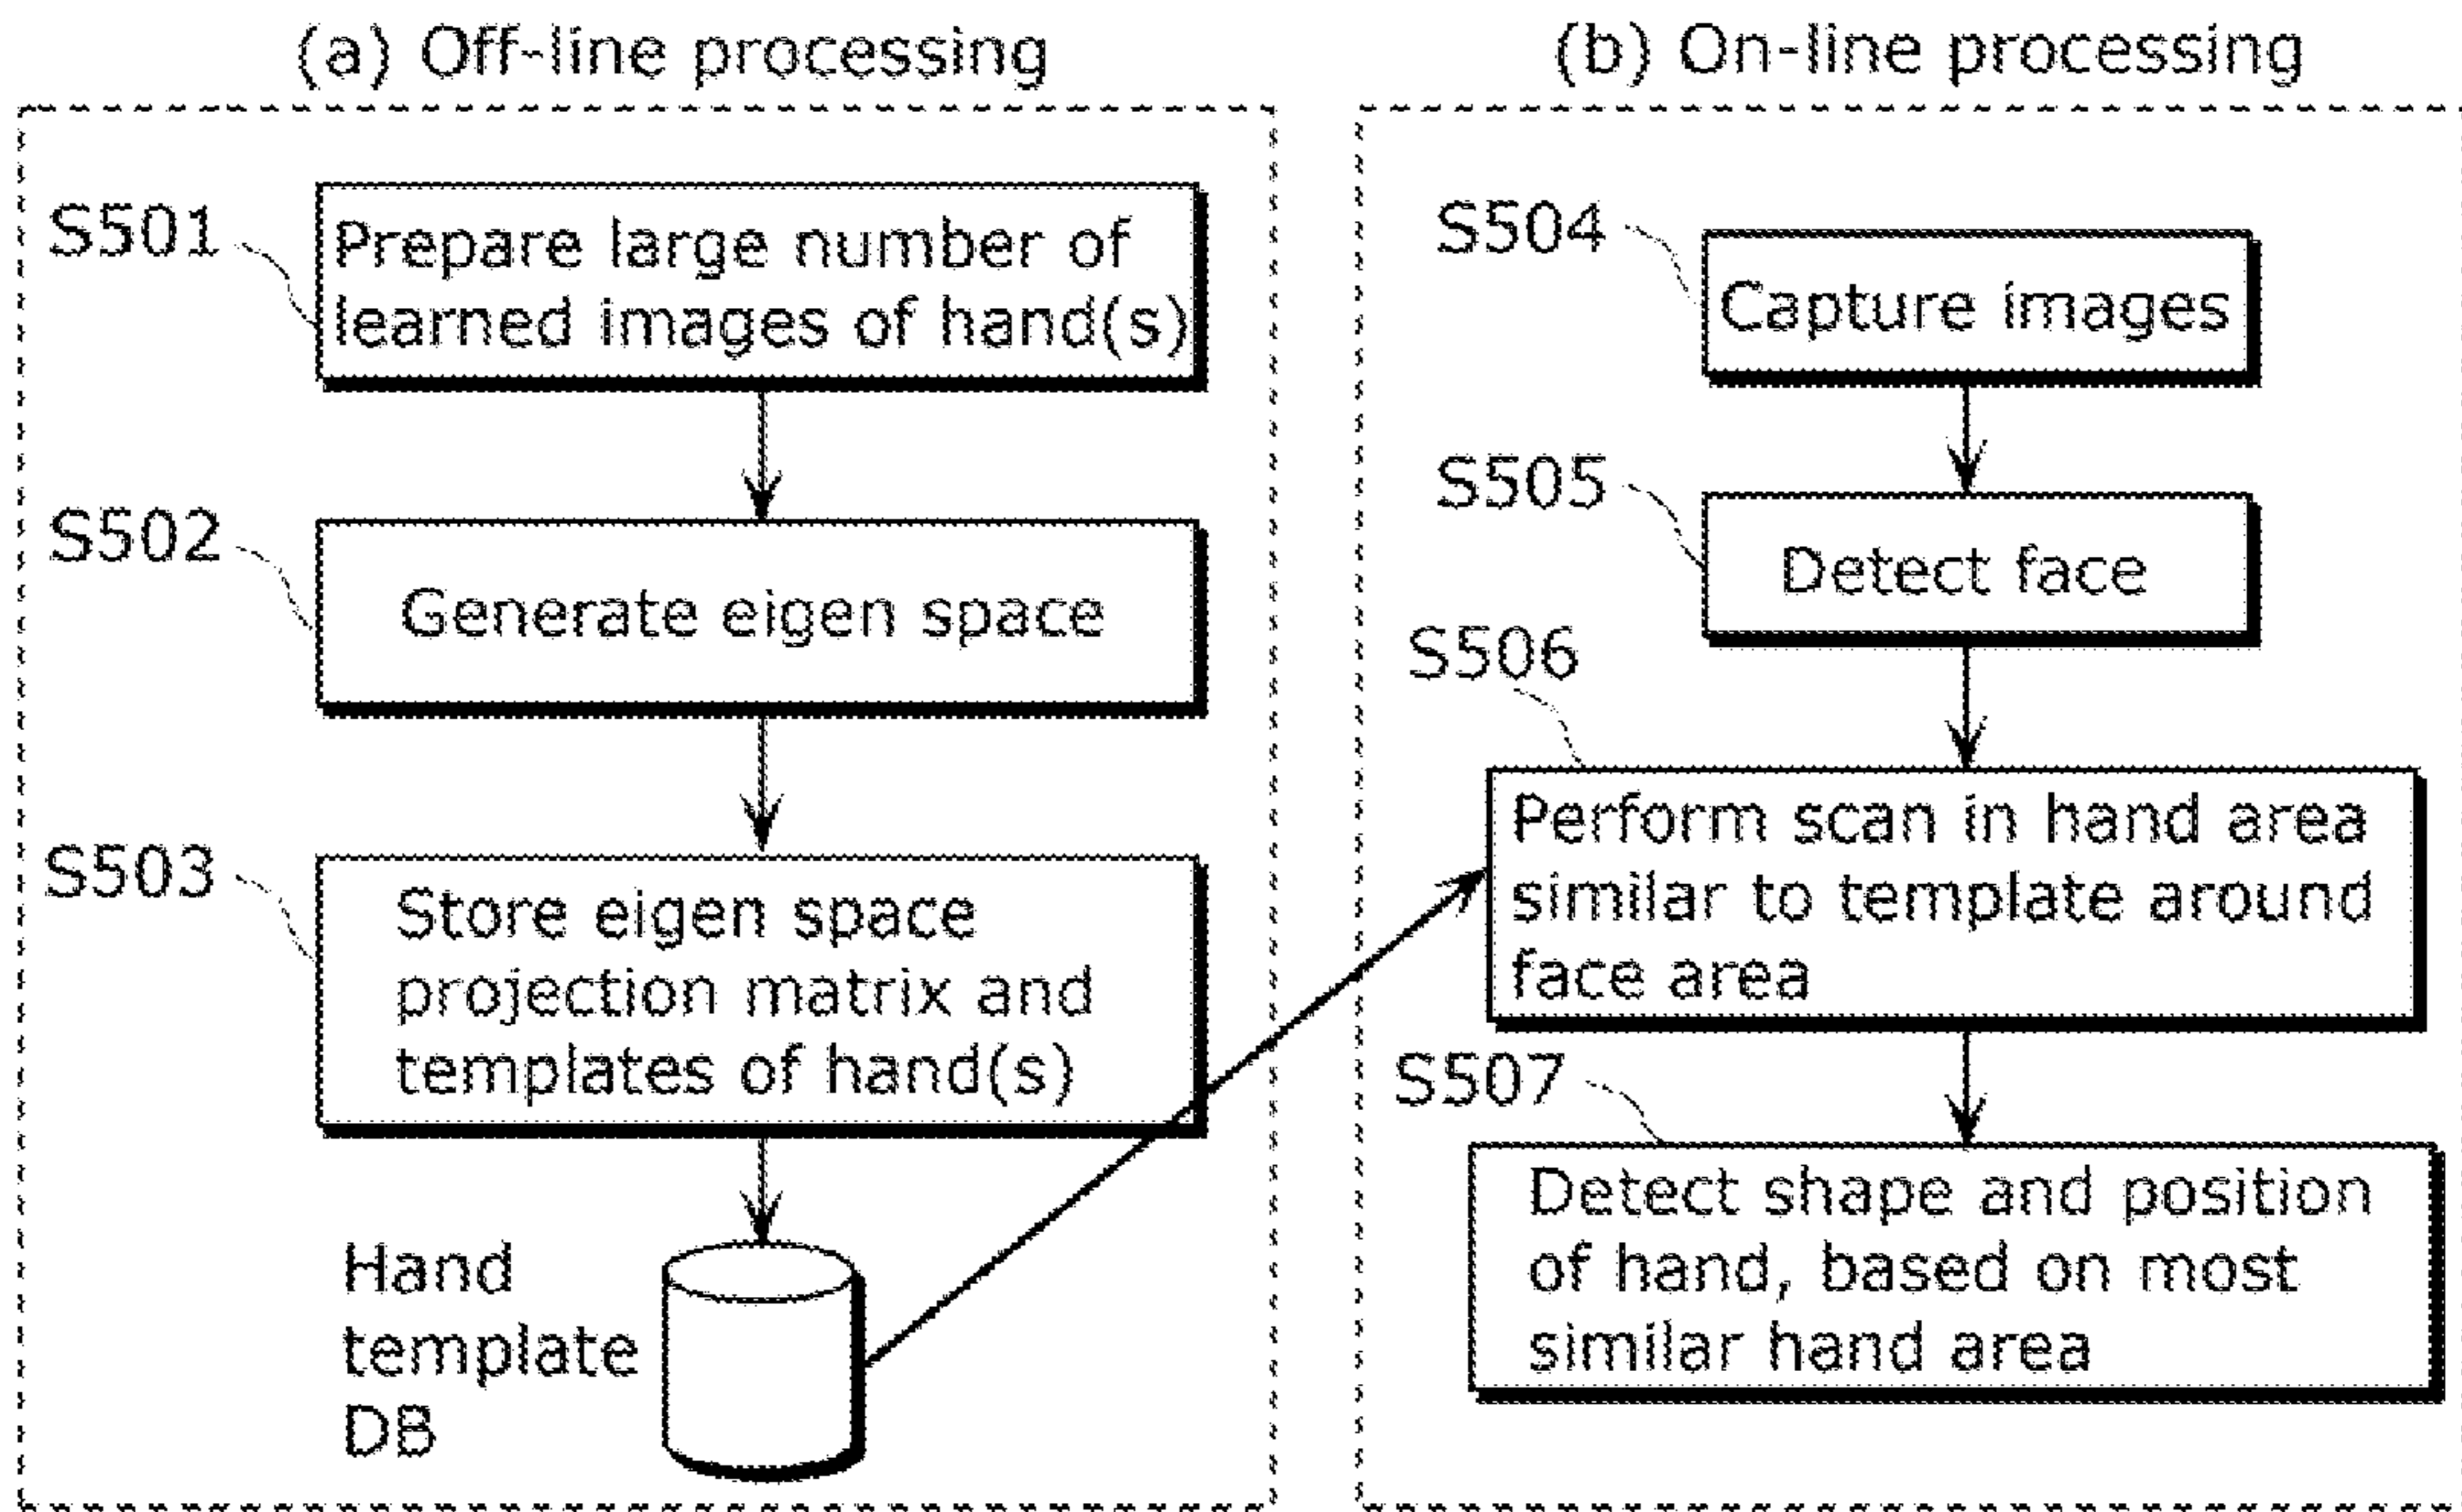 (a) Off-line processing
S501
Prepare large number of
learned images of hand(s)
S502
Generate eigen space
S503
Store eigen space
projection matrix and
templates of hand(s)
Hand
template
DB
(b) On-line processing
S504
Capture images
S505
Detect face
S506
Perform scan in hand area
similar to template around
face area
S507
Detect shape and position
of hand, based on most
similar hand area